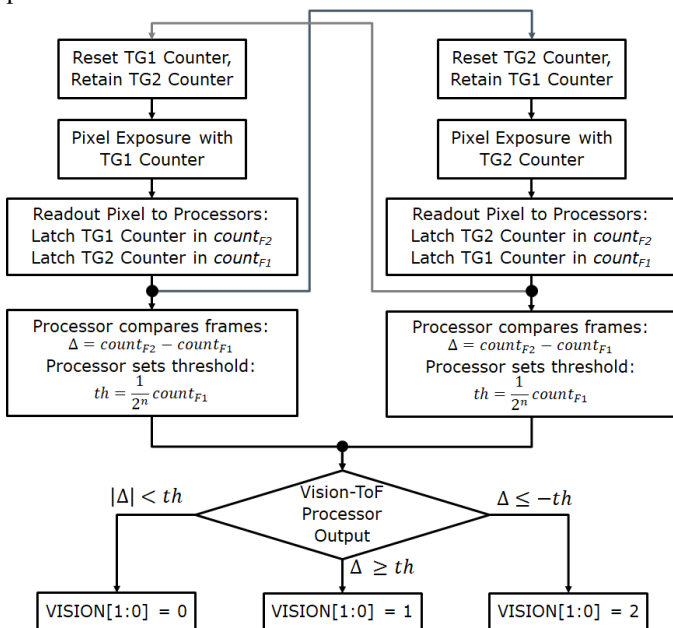 Reset TG1 Counter,
Retain TG2 Counter
Pixel Exposure with
TG1 Counter
Readout Pixel to Processors:
Latch TG1 Counter in count_F2
Latch TG2 Counter in count_F1
Processor compares frames:
Δ = count_F2 − count_F1
Processor sets threshold:
th = 1/2^n count_F1
Reset TG2 Counter,
Retain TG1 Counter
Pixel Exposure with
TG2 Counter
Readout Pixel to Processors:
Latch TG2 Counter in count_F2
Latch TG1 Counter in count_F1
Processor compares frames:
Δ = count_F2 − count_F1
Processor sets threshold:
th = 1/2^n count_F1
Vision-ToF
Processor
Output
|Δ| < th
Δ ≥ th
Δ ≤ −th
VISION[1:0] = 0
VISION[1:0] = 1
VISION[1:0] = 2